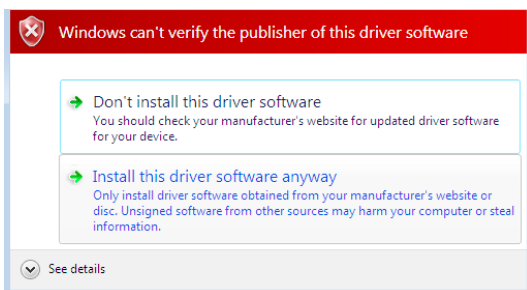 Windows can't verify the publisher of this driver software
Don't install this driver software
You should check your manufacturer's website for updated driver software
for your device.
Install this driver software anyway
Only install driver software obtained from your manufacturer's website or
disc. Unsigned software from other sources may harm your computer or steal
information.
See details